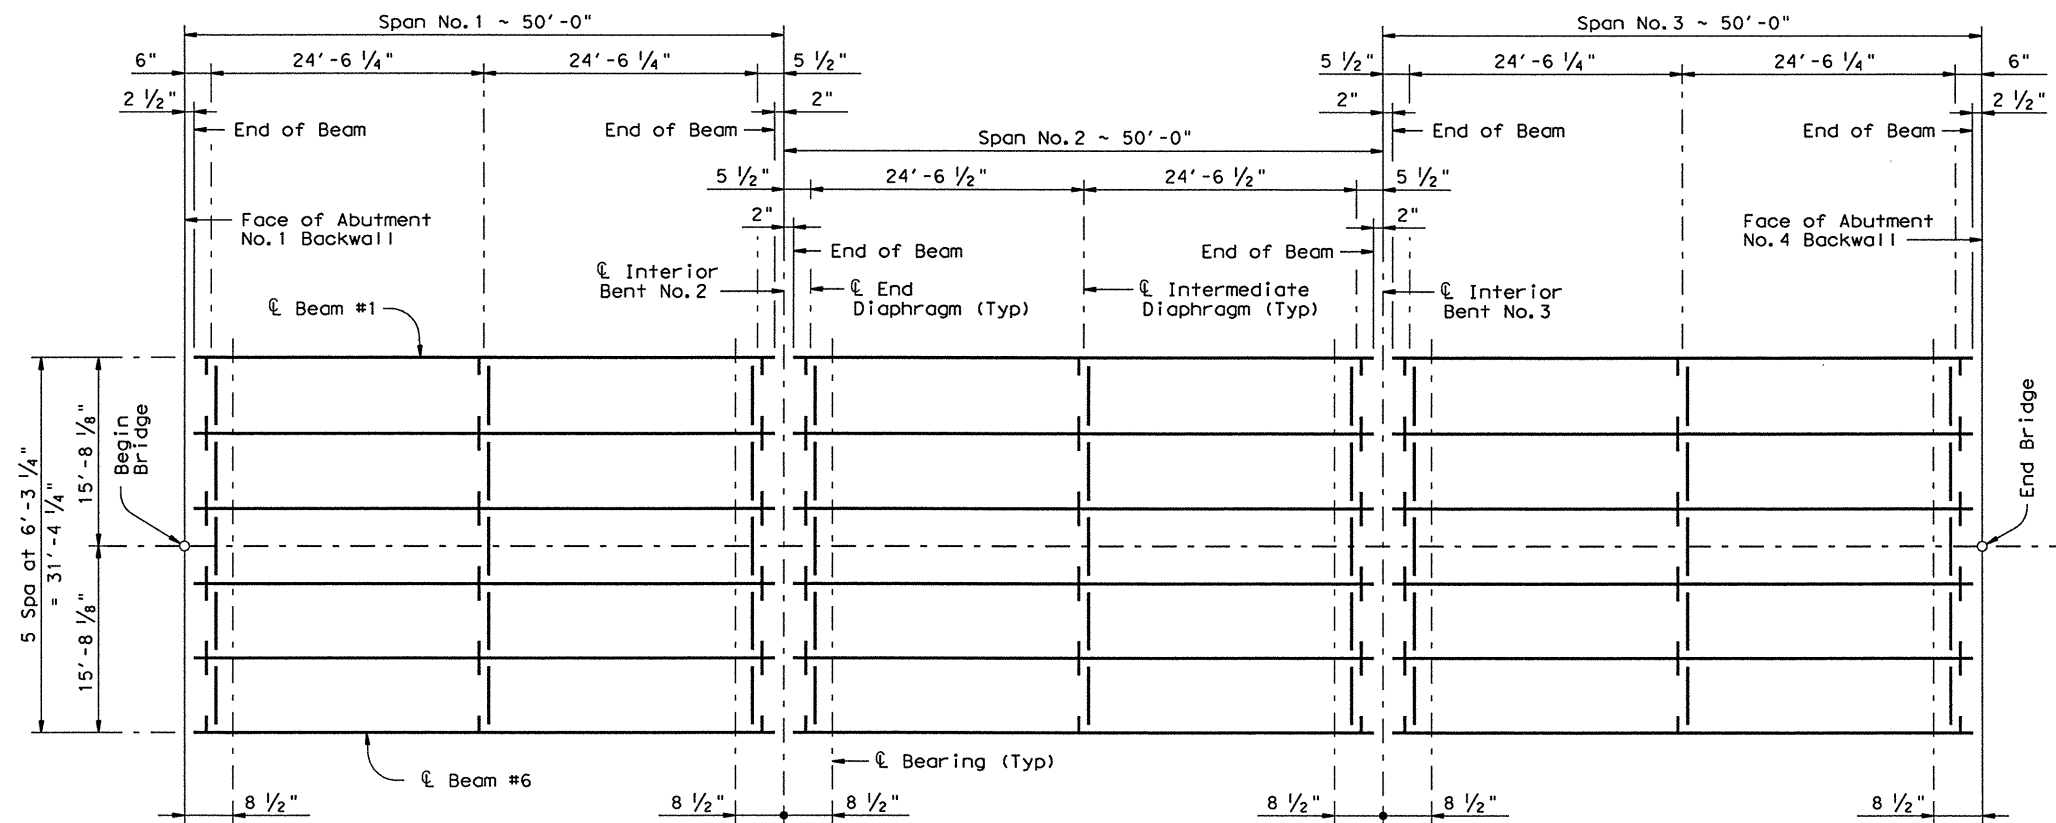 Span No.1 ~ 50'-0"
Span No.3 ~ 50'-0"
6"
24'-6 1/4"
24'-6 1/4"
5 1/2"
5 1/2"
24'-6 1/4"
24'-6 1/4"
6"
2 1/2"
2"
2"
2 1/2"
End of Beam
End of Beam
End of Beam
End of Beam
Span No.2 ~ 50'-0"
5 1/2"
24'-6 1/2"
24'-6 1/2"
5 1/2"
2"
2"
Face of Abutment
No.1 Backwall
Face of Abutment
No.4 Backwall
End of Beam
End of Beam
℄ Interior
Bent No.2
℄ End
Diaphragm (Typ)
℄ Intermediate
Diaphragm (Typ)
℄ Interior
Bent No.3
℄ Beam #1
5 Spa at 6'-3 1/4"
= 31'-4 1/4"
15'-8 1/8"
15'-8 1/8"
Begin
Bridge
End Bridge
℄ Bearing (Typ)
℄ Beam #6
8 1/2"
8 1/2"
8 1/2"
8 1/2"
8 1/2"
8 1/2"